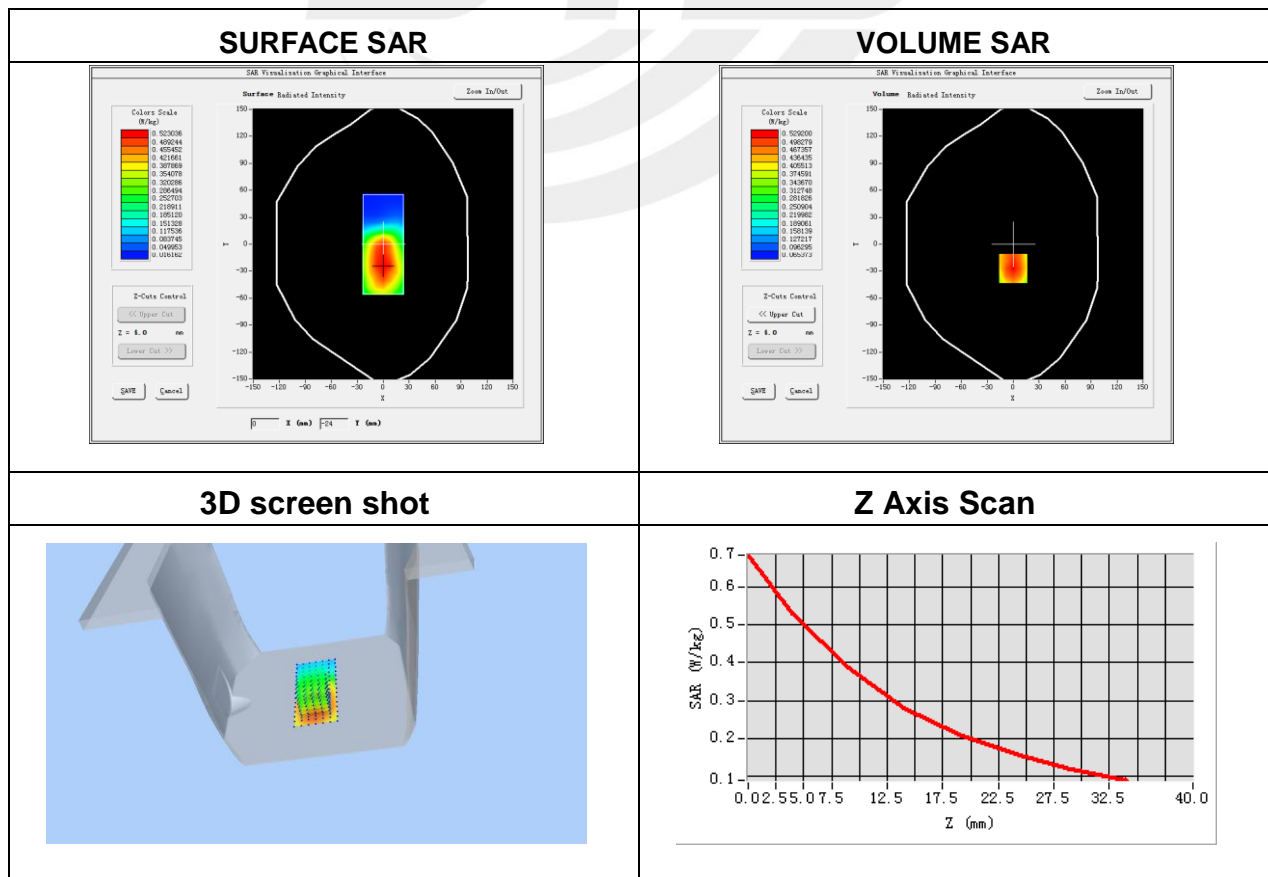 SURFACE SAR
VOLUME SAR
SAR Visualisation Graphical Interface
Surface Radiated Intensity
Zoom In/Out
Colors Scale
(W/kg)
0.523036
0.489244
0.455452
0.421661
0.387869
0.354078
0.320286
0.286494
0.252703
0.218911
0.185120
0.151328
0.117536
0.083745
0.049953
0.016162
Z-Cuts Control
<< Upper Cut
Lower Cut >>
SAVE
Cancel
150
120
90
60
30
0
-30
-60
-90
-120
-150
-150 -120 -90 -60 -30 0 30 60 90 120 150
X
0 X (mm) -24 Y (mm)
SAR Visualisation Graphical Interface
Volume Radiated Intensity
Zoom In/Out
Colors Scale
(W/kg)
0.529200
0.498279
0.467357
0.436435
0.405513
0.374591
0.343670
0.312748
0.281826
0.250904
0.219982
0.189061
0.158139
0.127217
0.096295
0.065373
Z-Cuts Control
<< Upper Cut
Lower Cut >>
SAVE
Cancel
150
120
90
60
30
0
-30
-60
-90
-120
-150
-150 -120 -90 -60 -30 0 30 60 90 120 150
X
3D screen shot
Z Axis Scan
0.7
0.6
0.5
0.4
0.3
0.2
0.1
SAR (W/kg)
0.0 2.5 5.0 7.5 12.5 17.5 22.5 27.5 32.5 40.0
Z (mm)